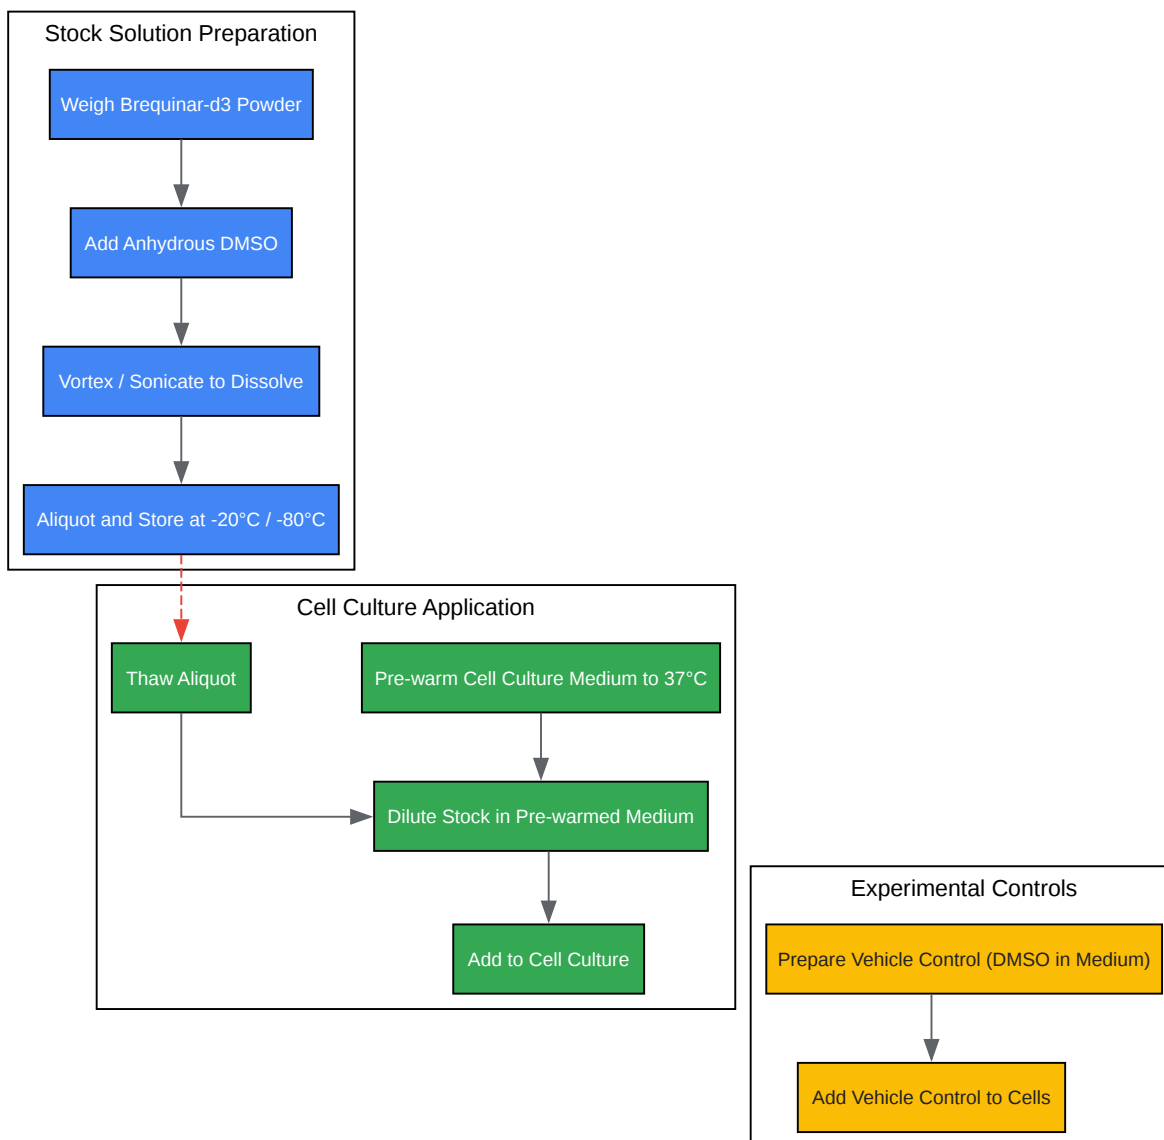 Stock Solution Preparation
Weigh Brequinar-d3 Powder
Add Anhydrous DMSO
Vortex / Sonicate to Dissolve
Aliquot and Store at -20°C / -80°C
Cell Culture Application
Thaw Aliquot
Pre-warm Cell Culture Medium to 37°C
Dilute Stock in Pre-warmed Medium
Add to Cell Culture
Experimental Controls
Prepare Vehicle Control (DMSO in Medium)
Add Vehicle Control to Cells